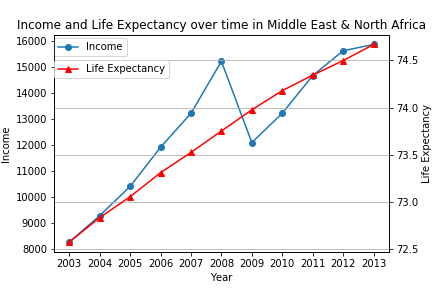 Income and Life Expectancy over time in Middle East & North Africa
16000
15000
14000
13000
12000
11000
10000
9000
8000
Income
Income
Life Expectancy
74.5
74.0
73.5
73.0
72.5
Life Expectancy
2003 2004 2005 2006 2007 2008 2009 2010 2011 2012 2013
Year